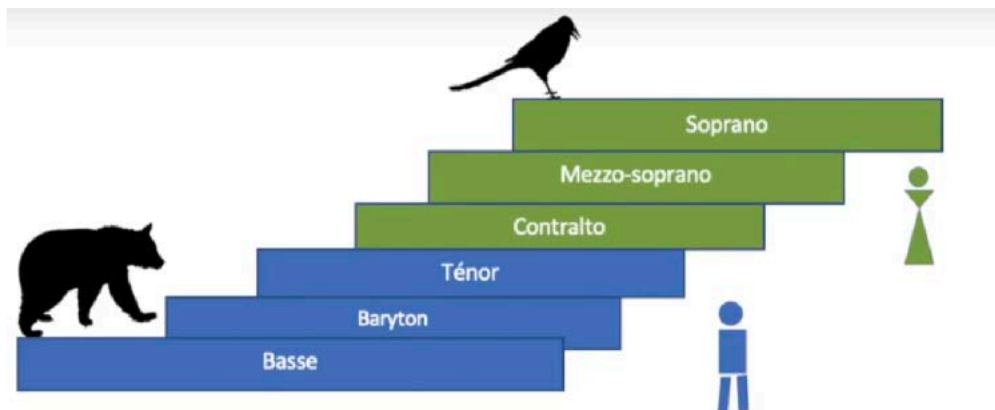 Soprano
Mezzo-soprano
Contralto
Ténor
Baryton
Basse